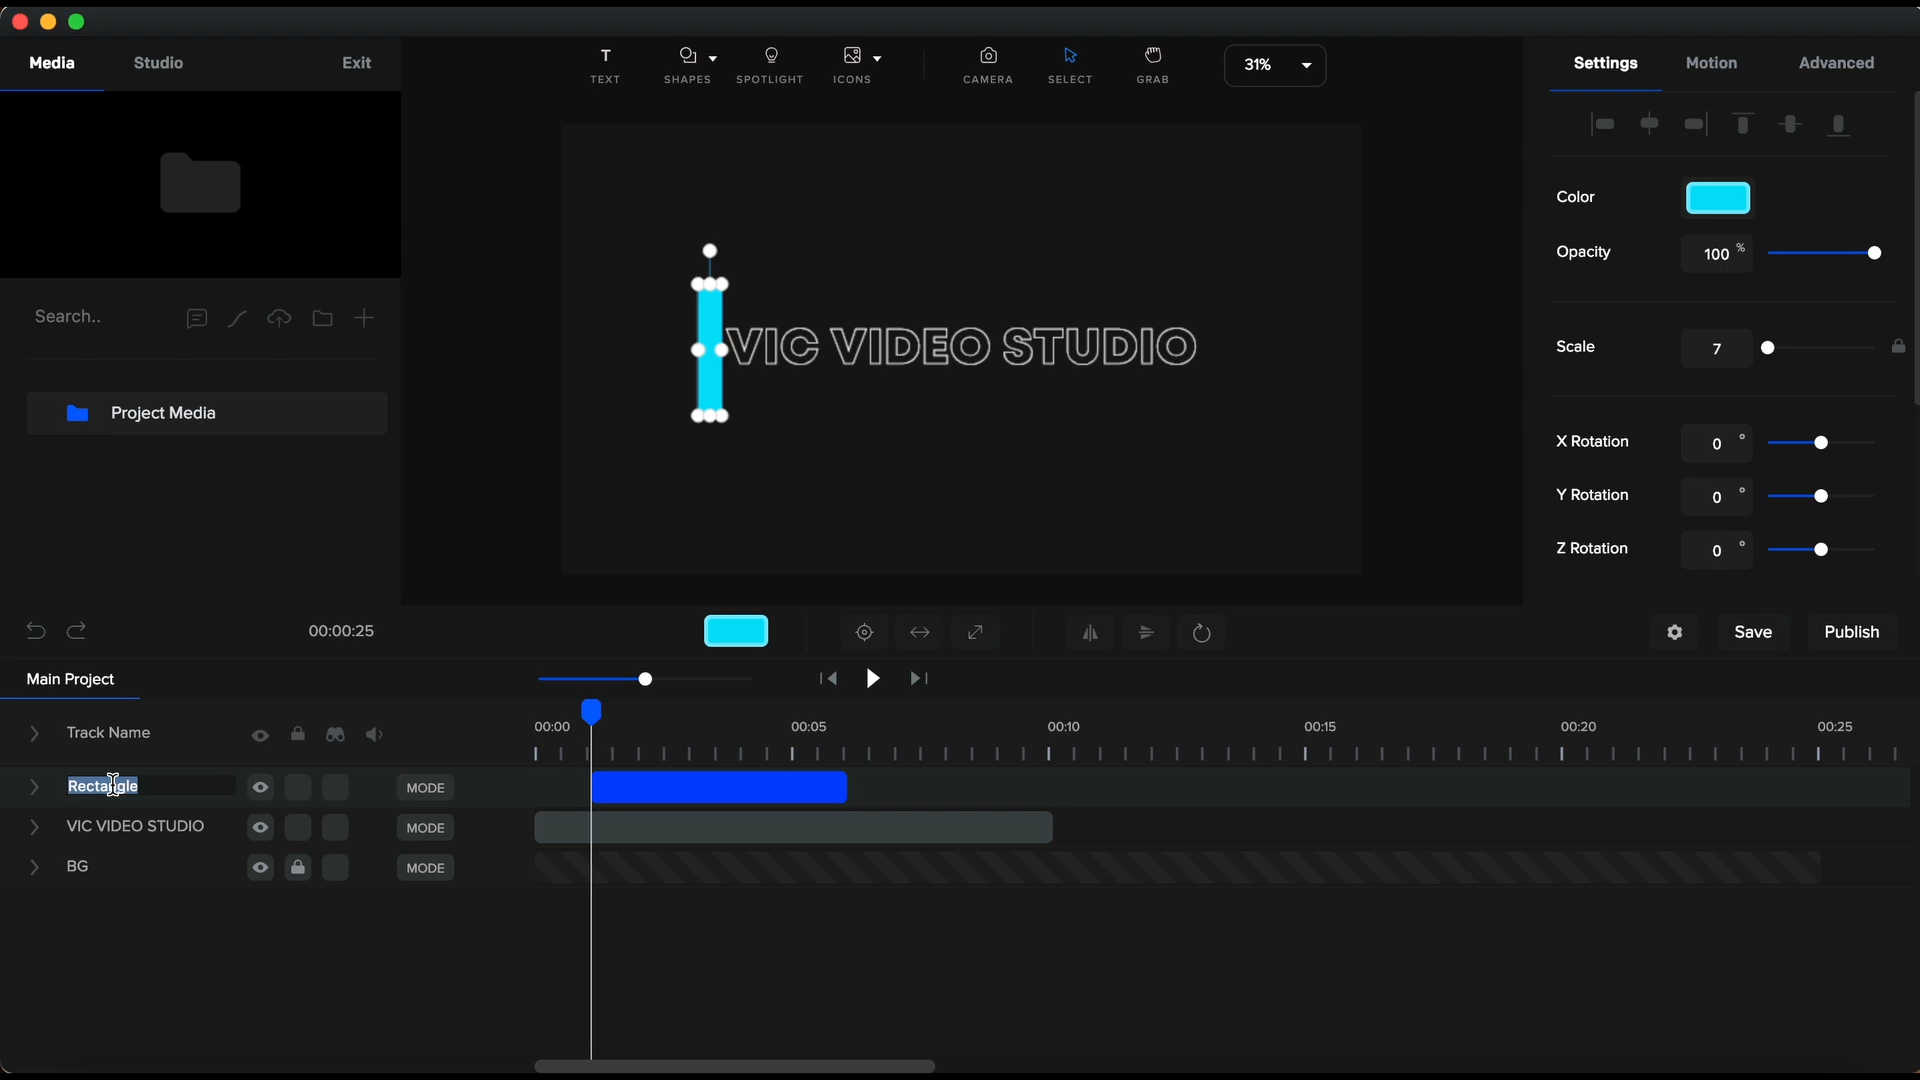 Media
Studio
Exit
T
TEXT
SHAPES
SPOTLIGHT
ICONS
CAMERA
SELECT
GRAB
31%
Settings
Motion
Advanced
Color
Opacity
100 %
Scale
7
X Rotation
0 °
Y Rotation
0 °
Z Rotation
0 °
Search..
Project Media
VIC VIDEO STUDIO
00:00:25
Save
Publish
Main Project
Track Name
00:00
00:05
00:10
00:15
00:20
00:25
Rectangle
MODE
VIC VIDEO STUDIO
MODE
BG
MODE